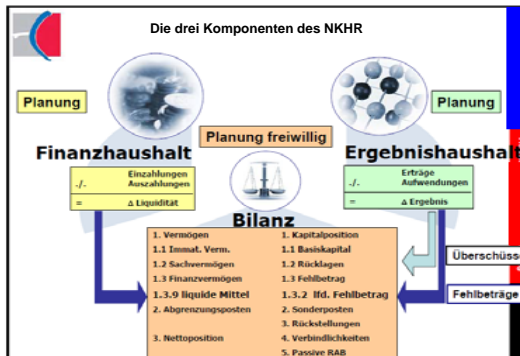 Die drei Komponenten des NKHR
Planung
Planung
Planung freiwillig
Finanzhaushalt
Ergebnishaushalt
Einzahlungen
./. Auszahlungen
= Δ Liquidität
Erträge
./. Aufwendungen
= Δ Ergebnis
Bilanz
1. Vermögen
1.1 Immat. Verm.
1.2 Sachvermögen
1.3 Finanzvermögen
1.3.9 liquide Mittel
2. Abgrenzungsposten
3. Nettoposition
1. Kapitalposition
1.1 Basiskapital
1.2 Rücklagen
1.3 Fehlbetrag
1.3.2 lfd. Fehlbetrag
2. Sonderposten
3. Rückstellungen
4. Verbindlichkeiten
5. Passive RAB
Überschüsse
Fehlbeträge